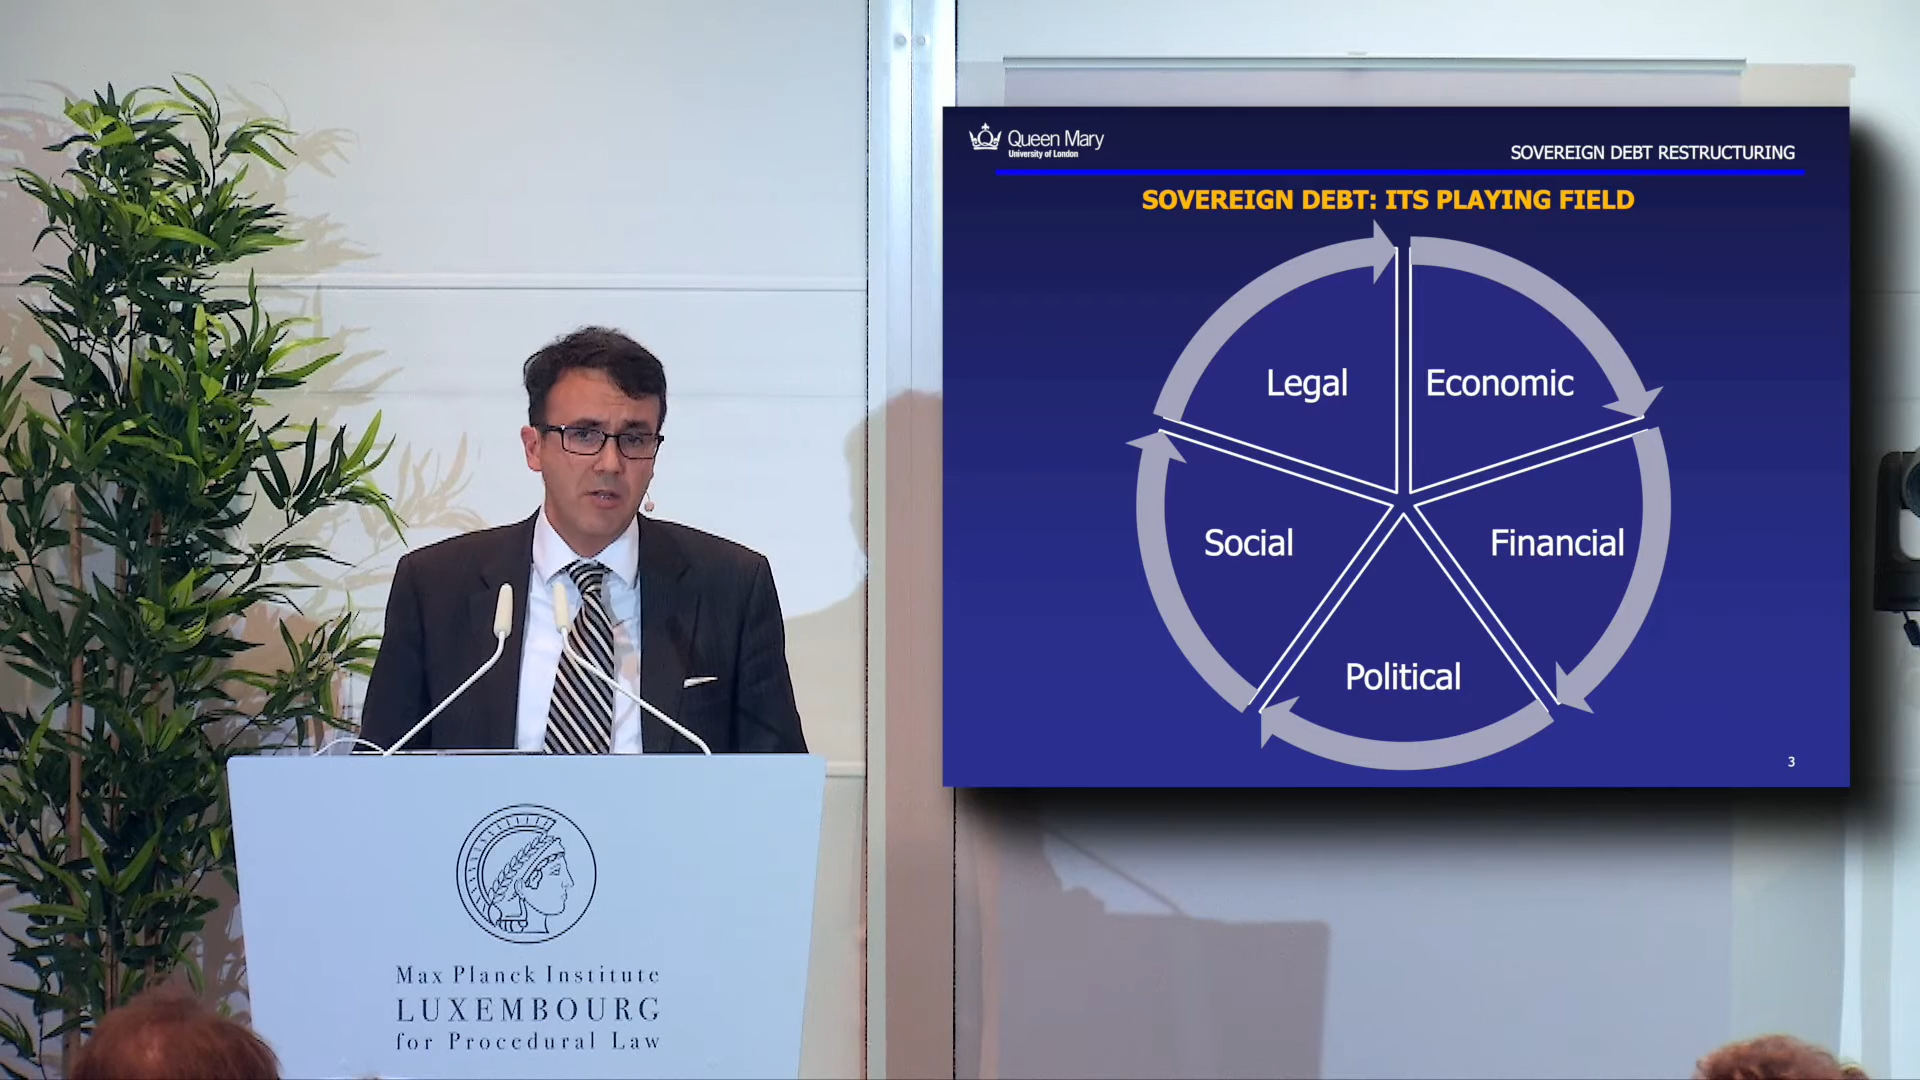 Queen Mary
University of London
SOVEREIGN DEBT RESTRUCTURING
SOVEREIGN DEBT: ITS PLAYING FIELD
Legal
Economic
Social
Financial
Political
3
Max Planck Institute
LUXEMBOURG
for Procedural Law